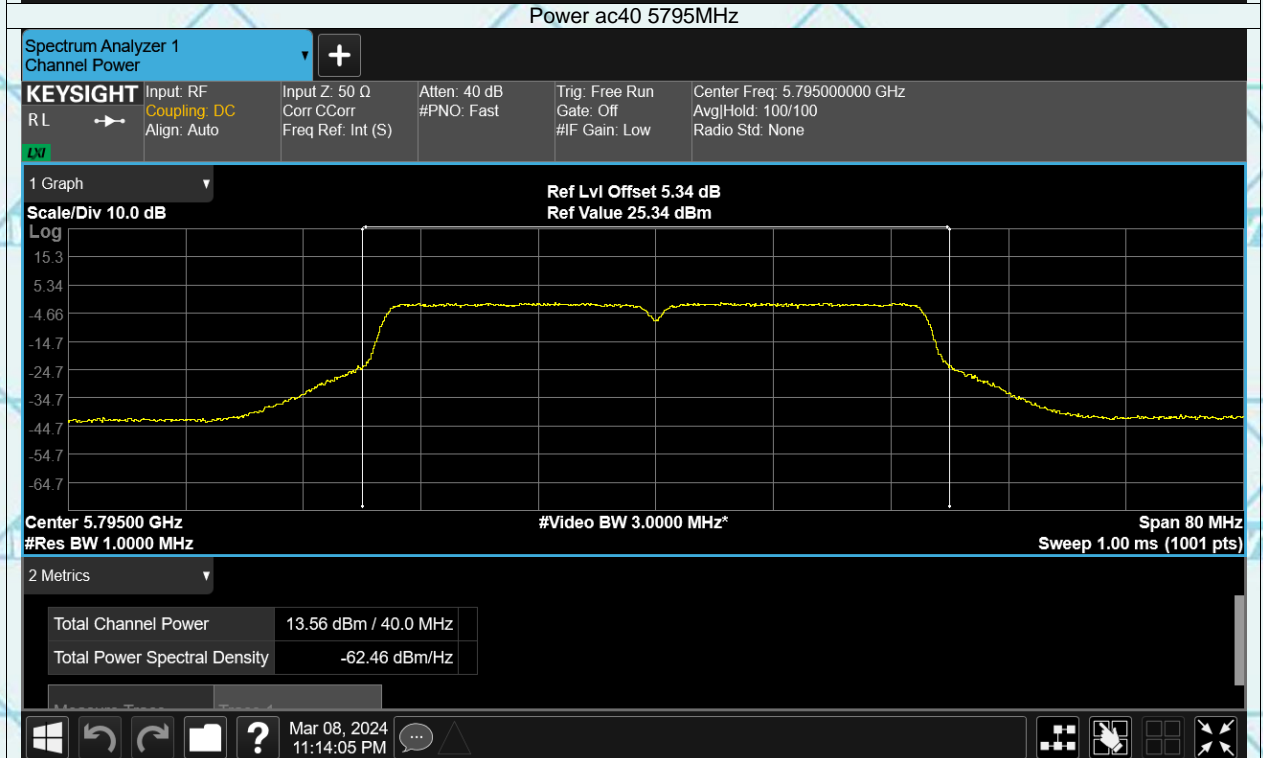 Power ac40 5795MHz
Spectrum Analyzer 1
Channel Power
KEYSIGHT
R L
LXI
Input: RF
Coupling: DC
Align: Auto
Input Z: 50 Ω
Corr CCorr
Freq Ref: Int (S)
Atten: 40 dB
#PNO: Fast
Trig: Free Run
Gate: Off
#IF Gain: Low
Center Freq: 5.795000000 GHz
Avg|Hold: 100/100
Radio Std: None
1 Graph
Scale/Div 10.0 dB
Ref Lvl Offset 5.34 dB
Ref Value 25.34 dBm
Log
15.3
5.34
-4.66
-14.7
-24.7
-34.7
-44.7
-54.7
-64.7
Center 5.79500 GHz
#Res BW 1.0000 MHz
#Video BW 3.0000 MHz*
Span 80 MHz
Sweep 1.00 ms (1001 pts)
2 Metrics
Total Channel Power 13.56 dBm / 40.0 MHz
Total Power Spectral Density -62.46 dBm/Hz
Mar 08, 2024
11:14:05 PM